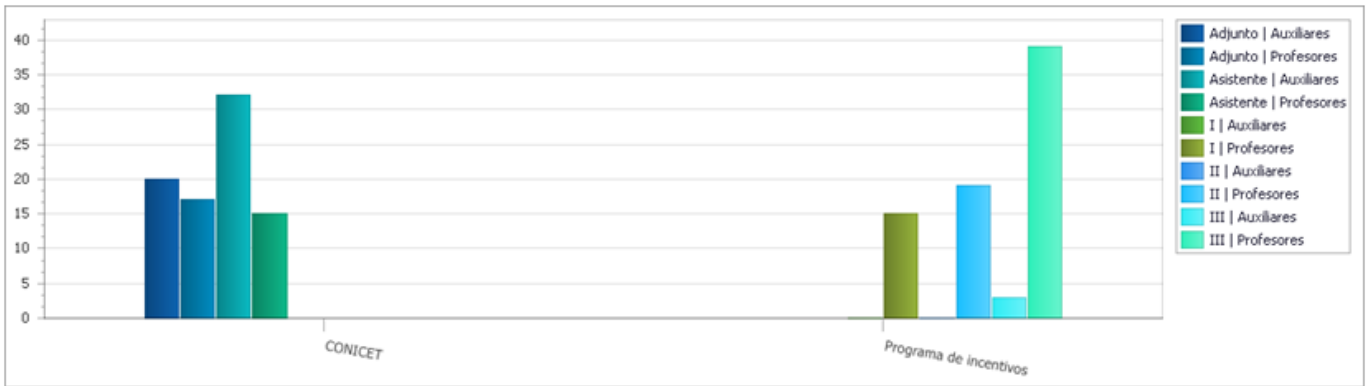 40
35
30
25
20
15
10
5
0
CONICET
Programa de incentivos
Adjunto | Auxiliares
Adjunto | Profesores
Asistente | Auxiliares
Asistente | Profesores
I | Auxiliares
I | Profesores
II | Auxiliares
II | Profesores
III | Auxiliares
III | Profesores